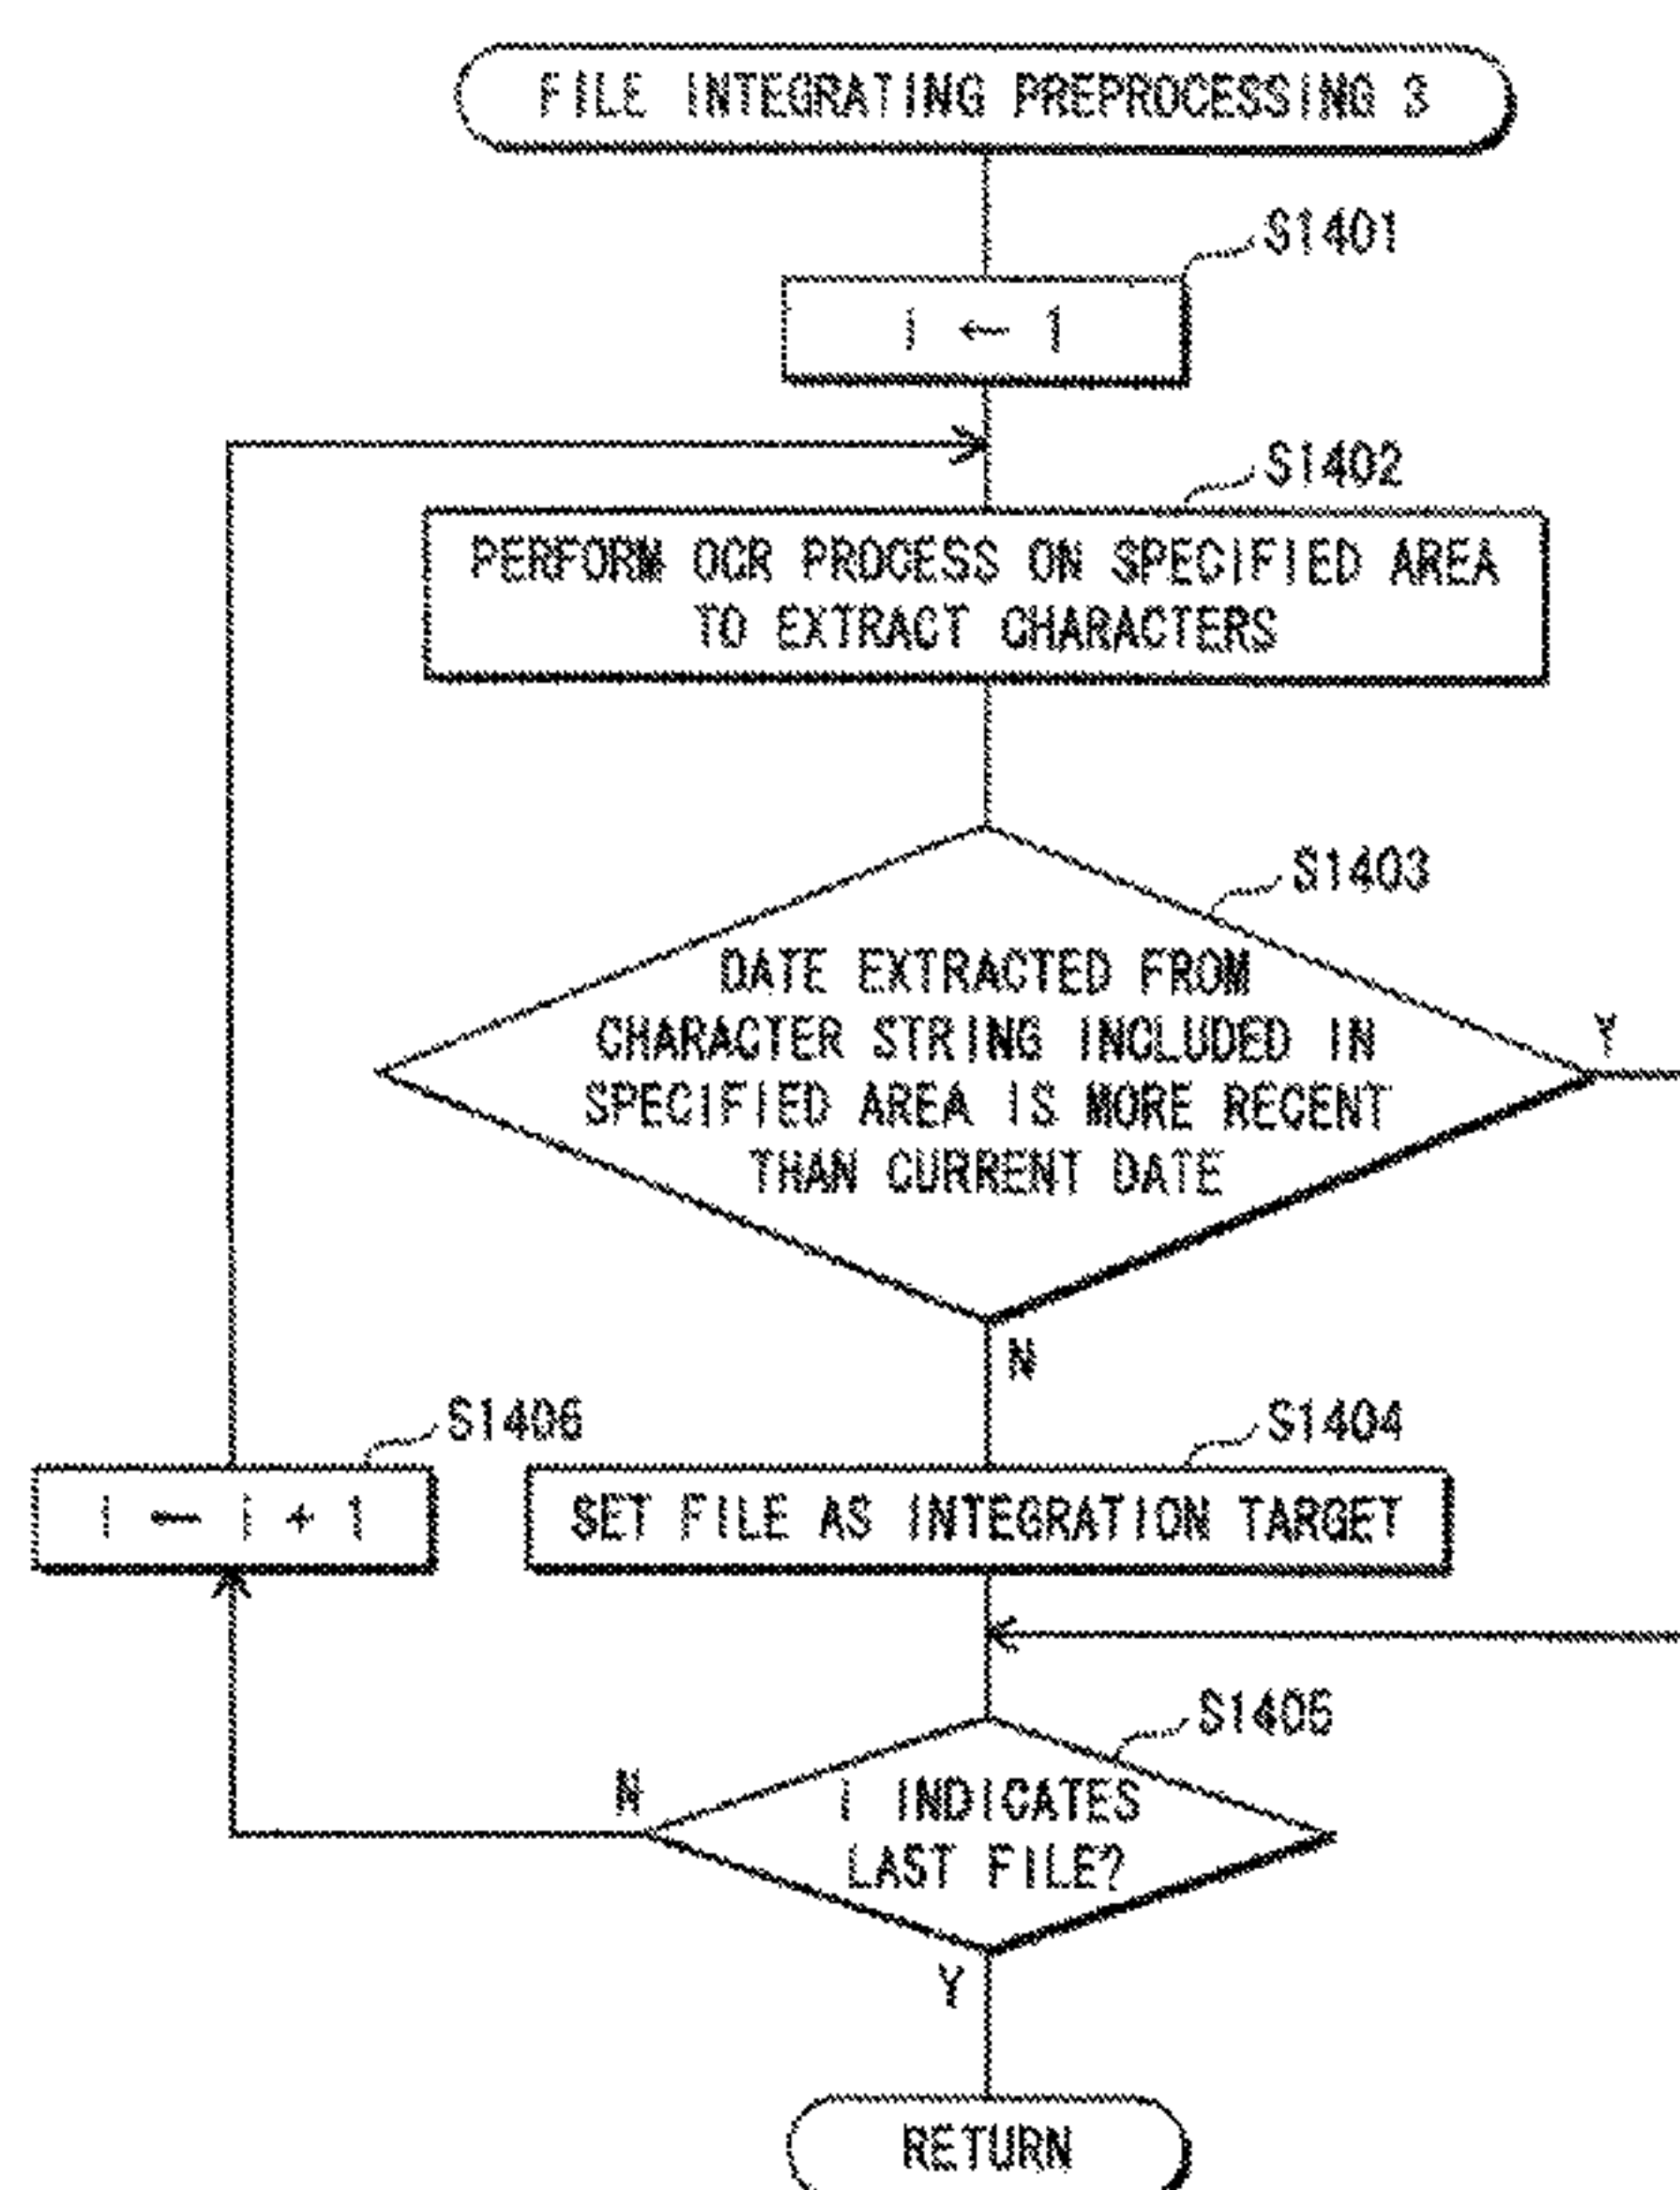 FILE INTEGRATING PREPROCESSING 3
S1401
i ← 1
S1402
PERFORM OCR PROCESS ON SPECIFIED AREA
TO EXTRACT CHARACTERS
S1403
DATE EXTRACTED FROM
CHARACTER STRING INCLUDED IN
SPECIFIED AREA IS MORE RECENT
THAN CURRENT DATE
Y
N
S1406
i ← i + 1
S1404
SET FILE AS INTEGRATION TARGET
S1405
N
i INDICATES
LAST FILE?
Y
RETURN